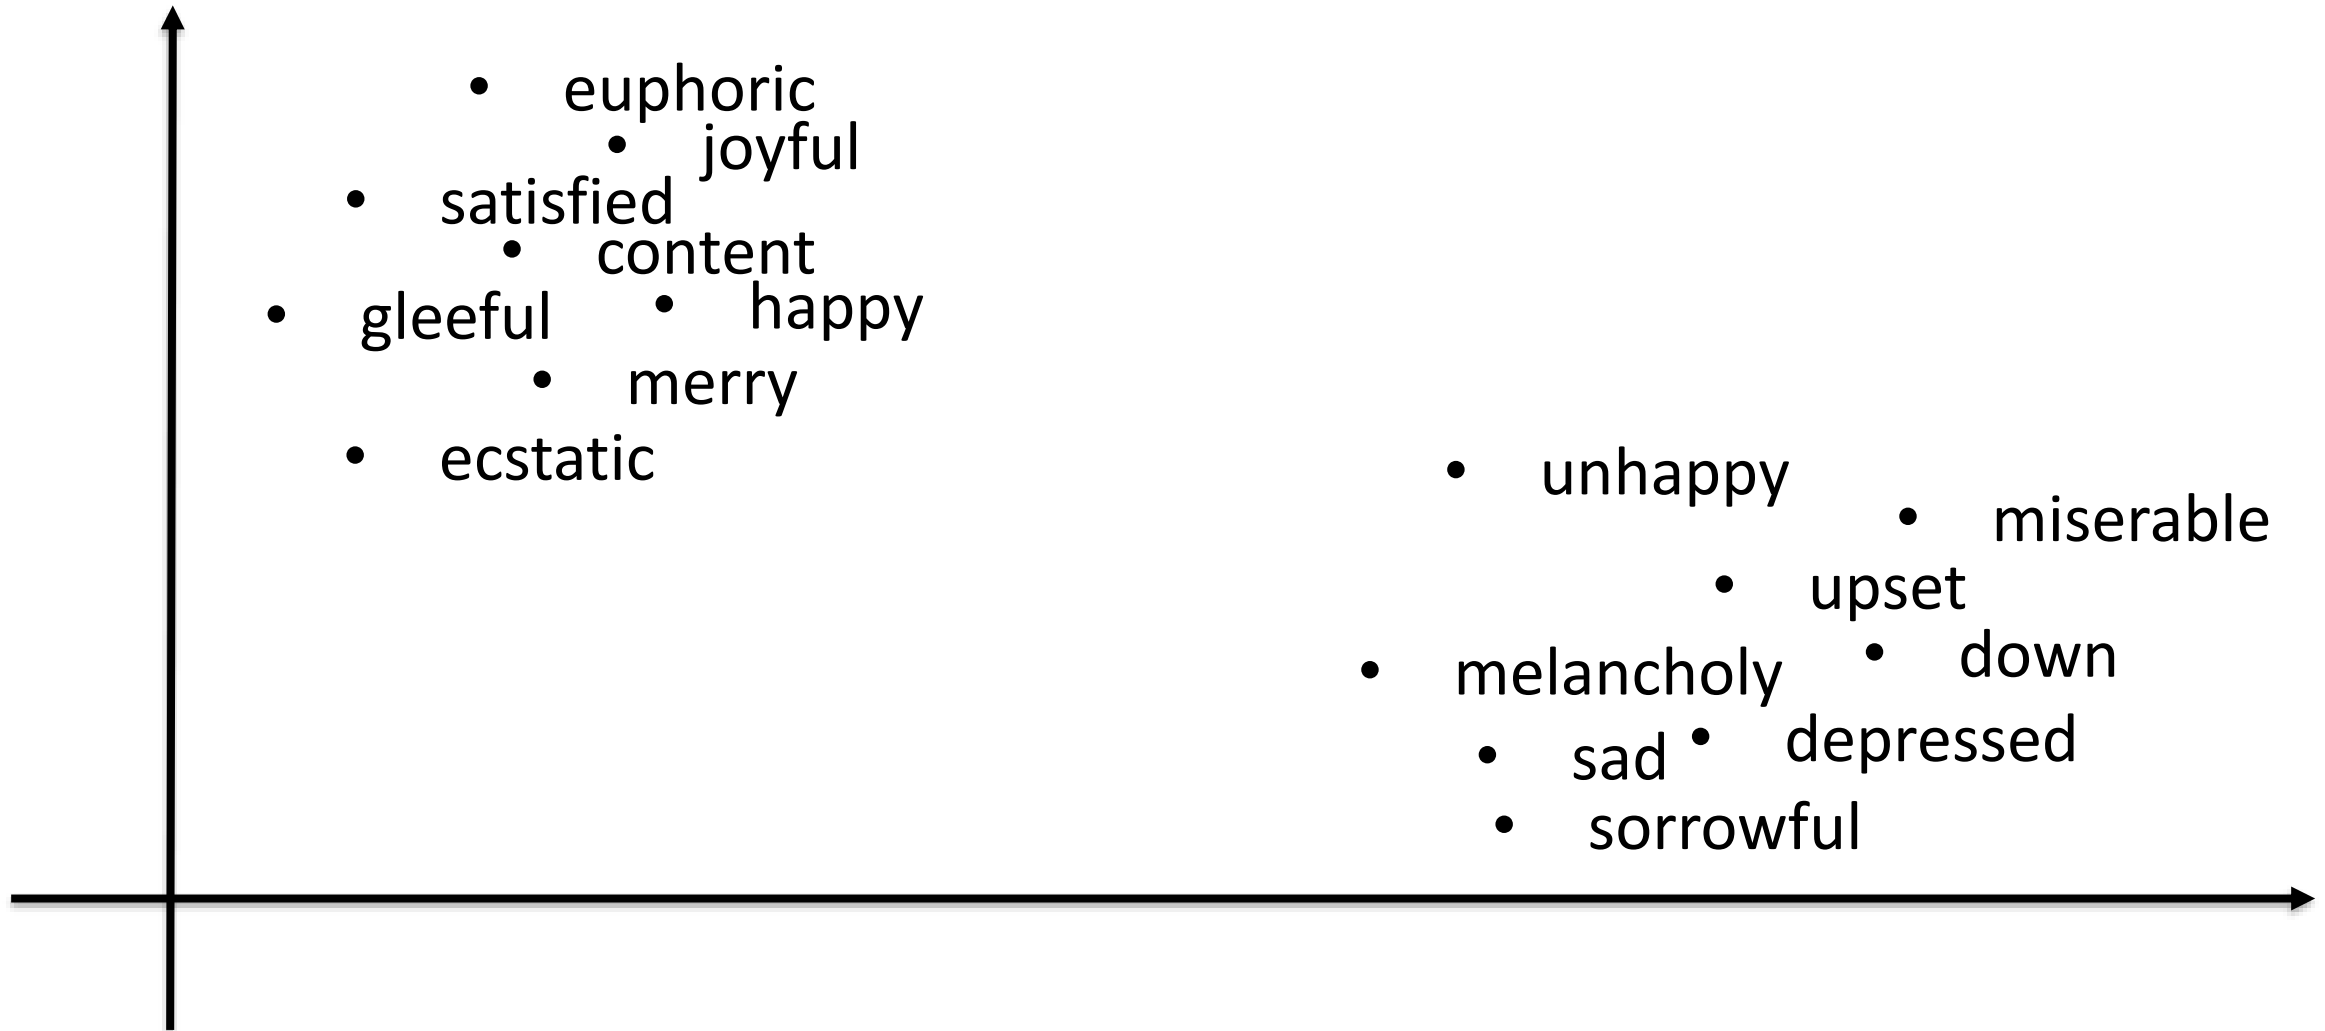 • euphoric
• joyful
• satisfied
• content
• gleeful
• happy
• merry
• ecstatic
• unhappy
• miserable
• upset
• down
• melancholy
• depressed
• sad
• sorrowful